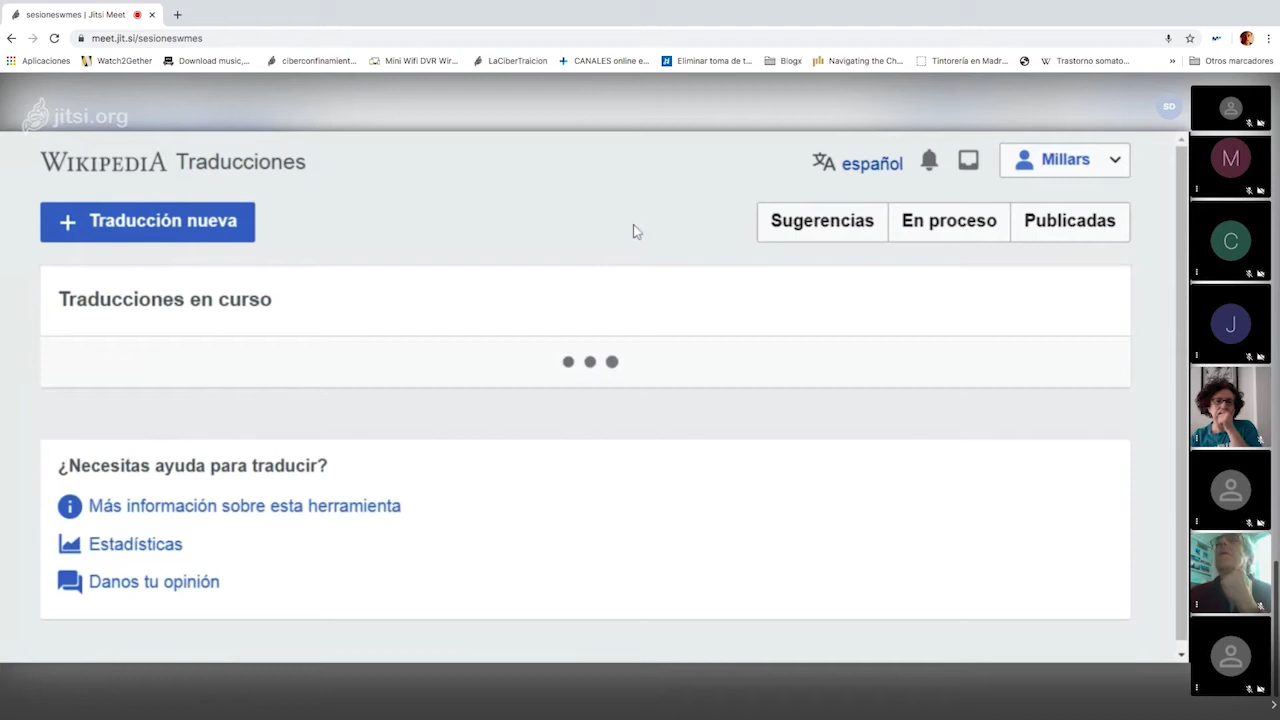 sesioneswmes | Jitsi Meet
meet.jit.si/sesioneswmes
Aplicaciones Watch2Gether Download music,... ciberconfinamient... Mini Wifi DVR Wir... LaCiberTraicion CANALES online e... Eliminar toma de t... Blogx Navigating the Ch... Tintorería en Madr... Trastorno somato... » Otros marcadores
jitsi.org
SD
WIKIPEDIA Traducciones
español
Millars
+ Traducción nueva
Sugerencias En proceso Publicadas
Traducciones en curso
¿Necesitas ayuda para traducir?
Más información sobre esta herramienta
Estadísticas
Danos tu opinión
M
C
J